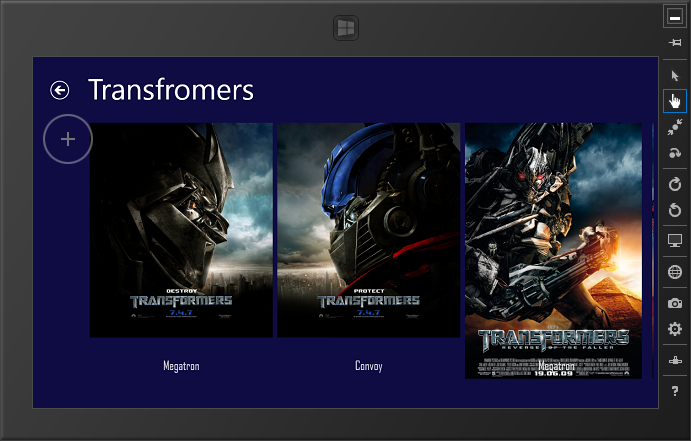 Transfromers
DESTROY
TRANSFORMERS
7.4.7
Megatron
PROTECT
TRANSFORMERS
7.4.7
Convoy
TRANSFORMERS
REVENGE OF THE FALLEN
Megatron
19.06.09
?